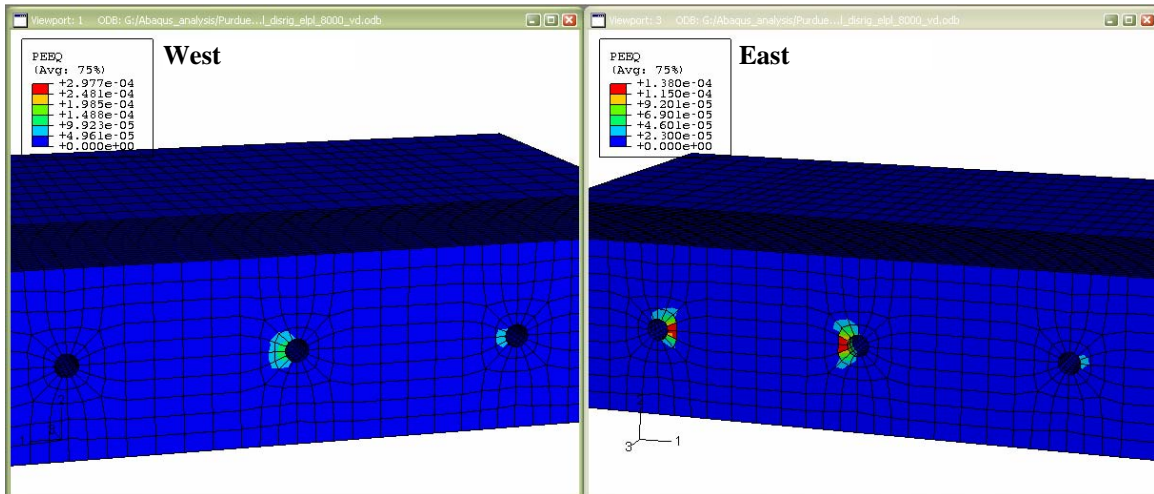 Viewport: 1 ODB: G:/Abaqus_analysis/Purdue...l_disrig_elpl_8000_vd.odb
West
PEEQ
(Avg: 75%)
+2.977e-04
+2.481e-04
+1.985e-04
+1.488e-04
+9.923e-05
+4.961e-05
+0.000e+00
1
Viewport: 3 ODB: G:/Abaqus_analysis/Purdue...l_disrig_elpl_8000_vd.odb
East
PEEQ
(Avg: 75%)
+1.380e-04
+1.150e-04
+9.201e-05
+6.901e-05
+4.601e-05
+2.300e-05
+0.000e+00
3 1